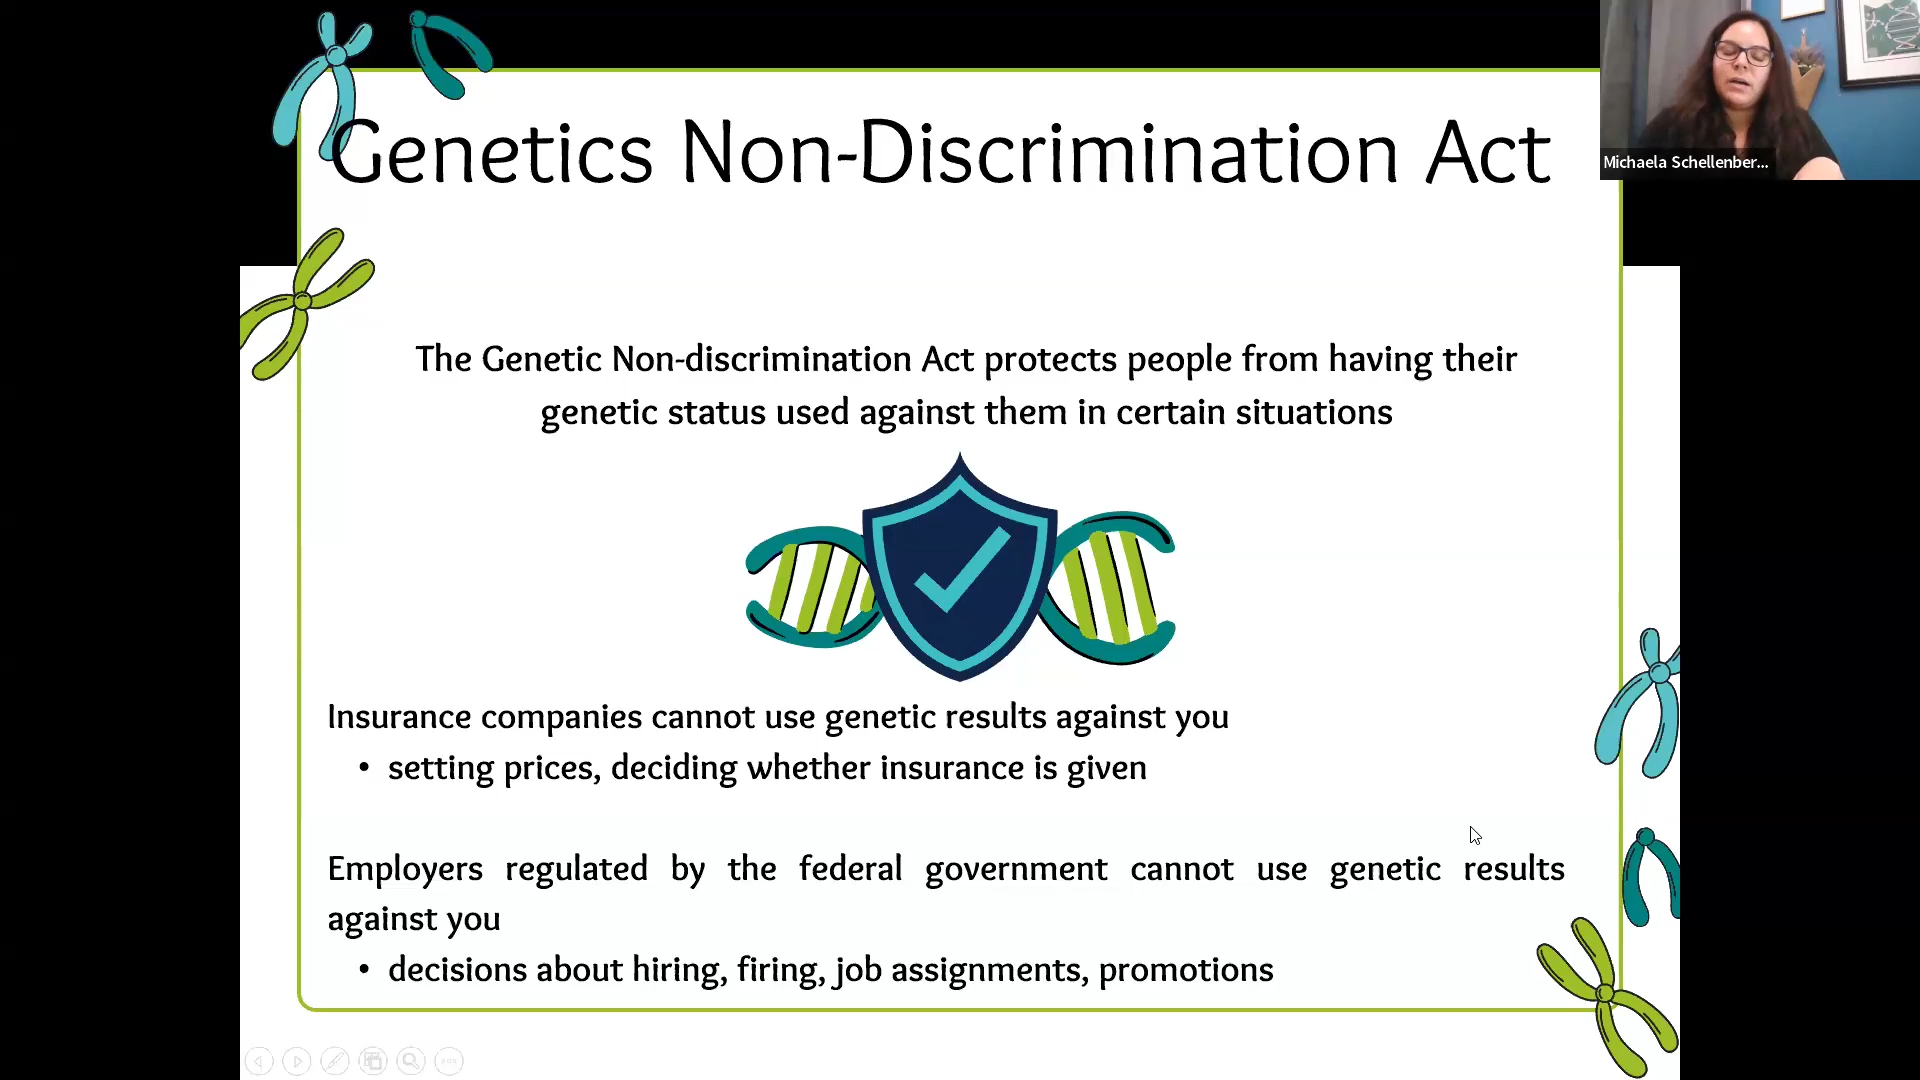 Genetics Non-Discrimination Act
Michaela Schellenber...
The Genetic Non-discrimination Act protects people from having their
genetic status used against them in certain situations
Insurance companies cannot use genetic results against you
• setting prices, deciding whether insurance is given
Employers regulated by the federal government cannot use genetic results
against you
• decisions about hiring, firing, job assignments, promotions